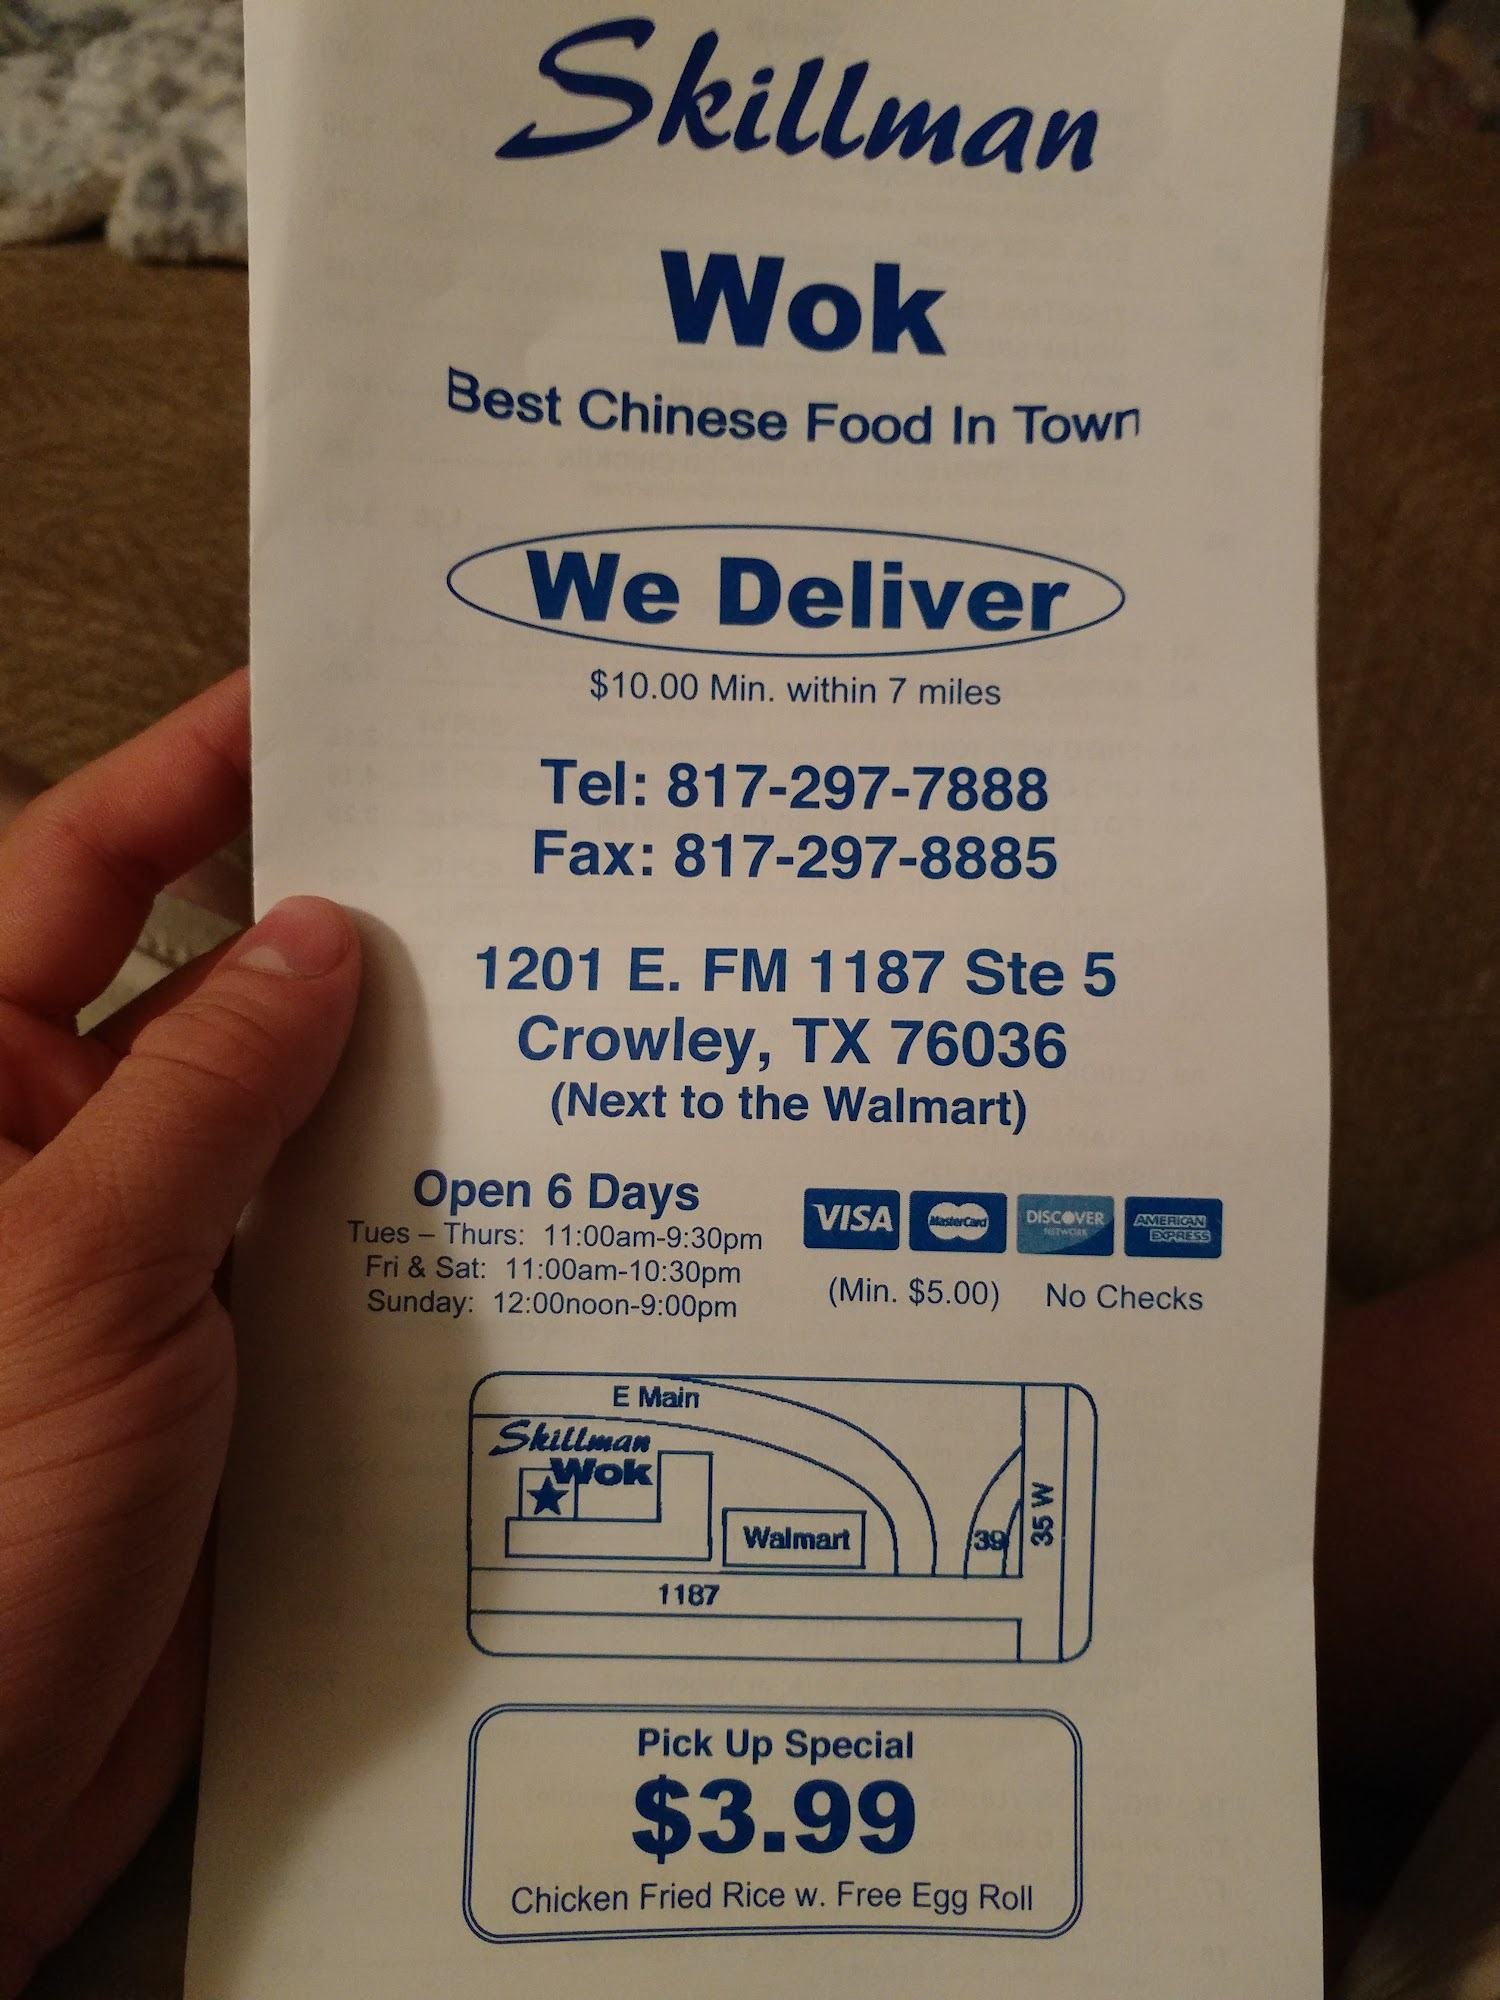 Skillman
Wok
Best Chinese Food In Town
We Deliver
$10.00 Min. within 7 miles
Tel: 817-297-7888
Fax: 817-297-8885
1201 E. FM 1187 Ste 5
Crowley, TX 76036
(Next to the Walmart)
Open 6 Days
Tues – Thurs: 11:00am-9:30pm
Fri & Sat: 11:00am-10:30pm
Sunday: 12:00noon-9:00pm
VISA MasterCard DISCOVER NETWORK AMERICAN EXPRESS
(Min. $5.00) No Checks
E Main
Skillman
Wok
Walmart
39
35 W
1187
Pick Up Special
$3.99
Chicken Fried Rice w. Free Egg Roll